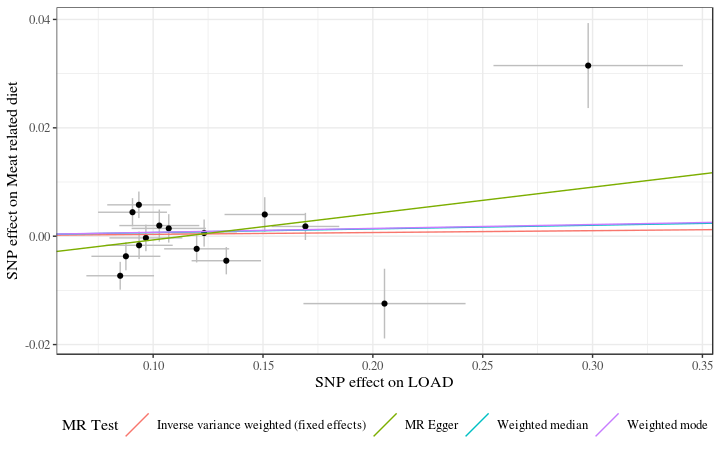 0.04
0.02
0.00
-0.02
SNP effect on Meat related diet
0.10 0.15 0.20 0.25 0.30 0.35
SNP effect on LOAD
MR Test Inverse variance weighted (fixed effects) MR Egger Weighted median Weighted mode